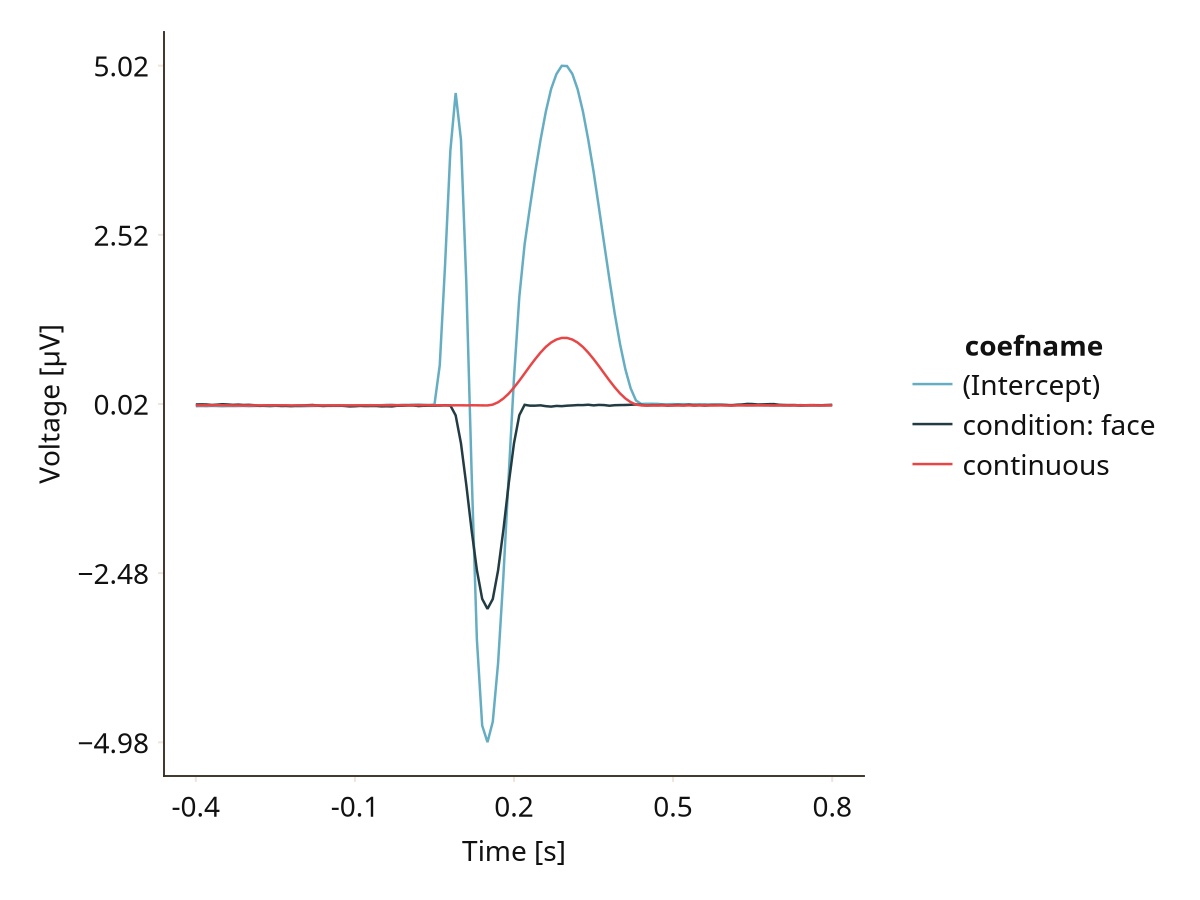 5.02
2.52
0.02
−2.48
−4.98
Voltage [µV]
-0.4
-0.1
0.2
0.5
0.8
Time [s]
coefname
(Intercept)
condition: face
continuous